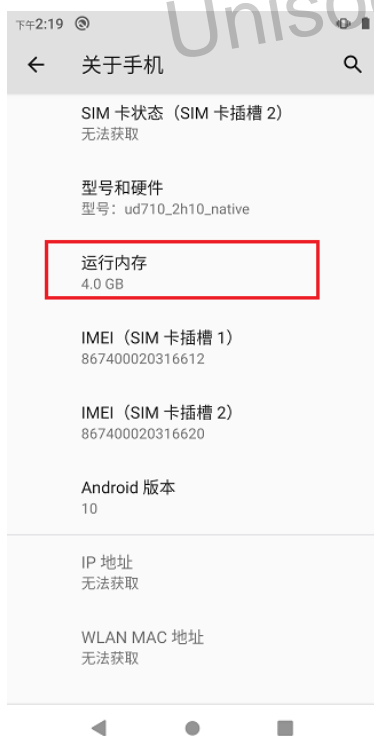 下午2:19
Uniso
关于手机
SIM 卡状态（SIM 卡插槽 2）
无法获取
型号和硬件
型号：ud710_2h10_native
运行内存
4.0 GB
IMEI（SIM 卡插槽 1）
867400020316612
IMEI（SIM 卡插槽 2）
867400020316620
Android 版本
10
IP 地址
无法获取
WLAN MAC 地址
无法获取